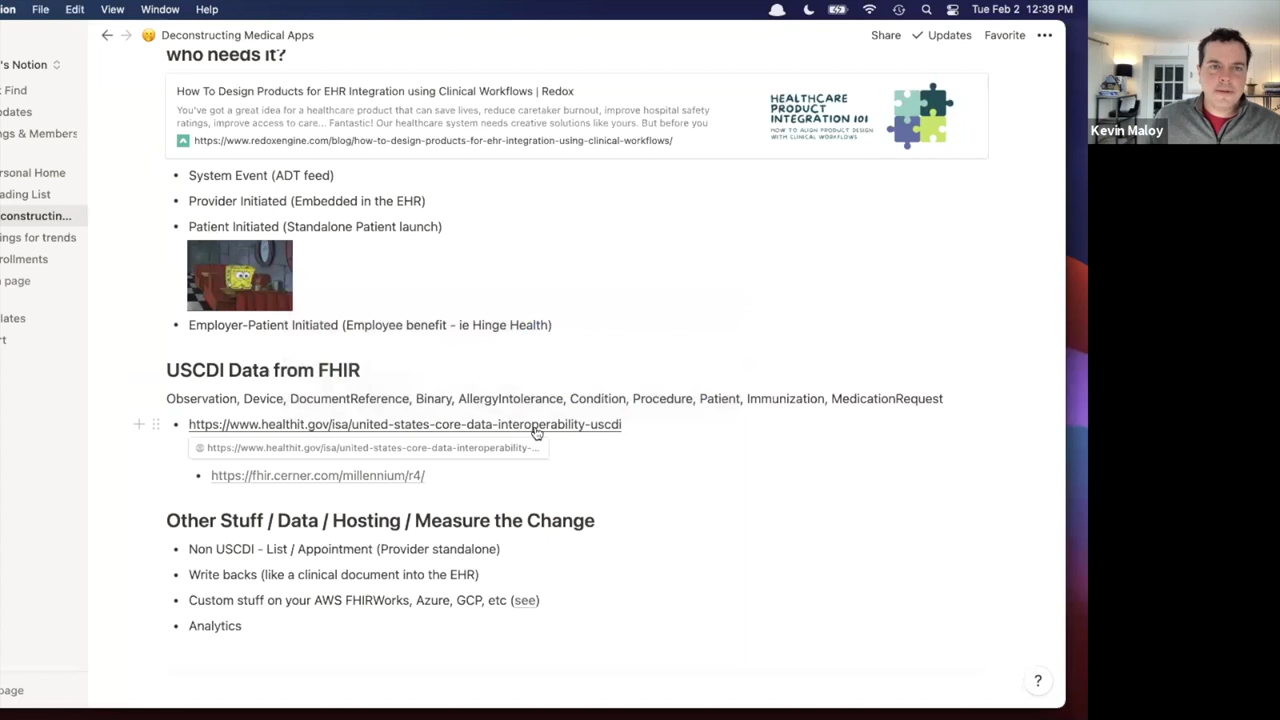 ion File Edit View Window Help Tue Feb 2 12:39 PM
Deconstructing Medical Apps Share Updates Favorite
's Notion
k Find
pdates
ngs & Members
rsonal Home
ading List
constructin...
ings for trends
nrollments
n page
lates
rt
page
who needs it?
How To Design Products for EHR Integration using Clinical Workflows | Redox
You've got a great idea for a healthcare product that can save lives, reduce caretaker burnout, improve hospital safety
ratings, improve access to care... Fantastic! Our healthcare system needs creative solutions like yours. But before you
https://www.redoxengine.com/blog/how-to-design-products-for-ehr-integration-using-clinical-workflows/
HEALTHCARE
PRODUCT
INTEGRATION 101
HOW TO ALIGN PRODUCT DESIGN
WITH CLINICAL WORKFLOWS
• System Event (ADT feed)
• Provider Initiated (Embedded in the EHR)
• Patient Initiated (Standalone Patient launch)
• Employer-Patient Initiated (Employee benefit - ie Hinge Health)
USCDI Data from FHIR
Observation, Device, DocumentReference, Binary, AllergyIntolerance, Condition, Procedure, Patient, Immunization, MedicationRequest
• https://www.healthit.gov/isa/united-states-core-data-interoperability-uscdi
https://www.healthit.gov/isa/united-states-core-data-interoperability-...
• https://fhir.cerner.com/millennium/r4/
Other Stuff / Data / Hosting / Measure the Change
• Non USCDI - List / Appointment (Provider standalone)
• Write backs (like a clinical document into the EHR)
• Custom stuff on your AWS FHIRWorks, Azure, GCP, etc (see)
• Analytics
?
Kevin Maloy